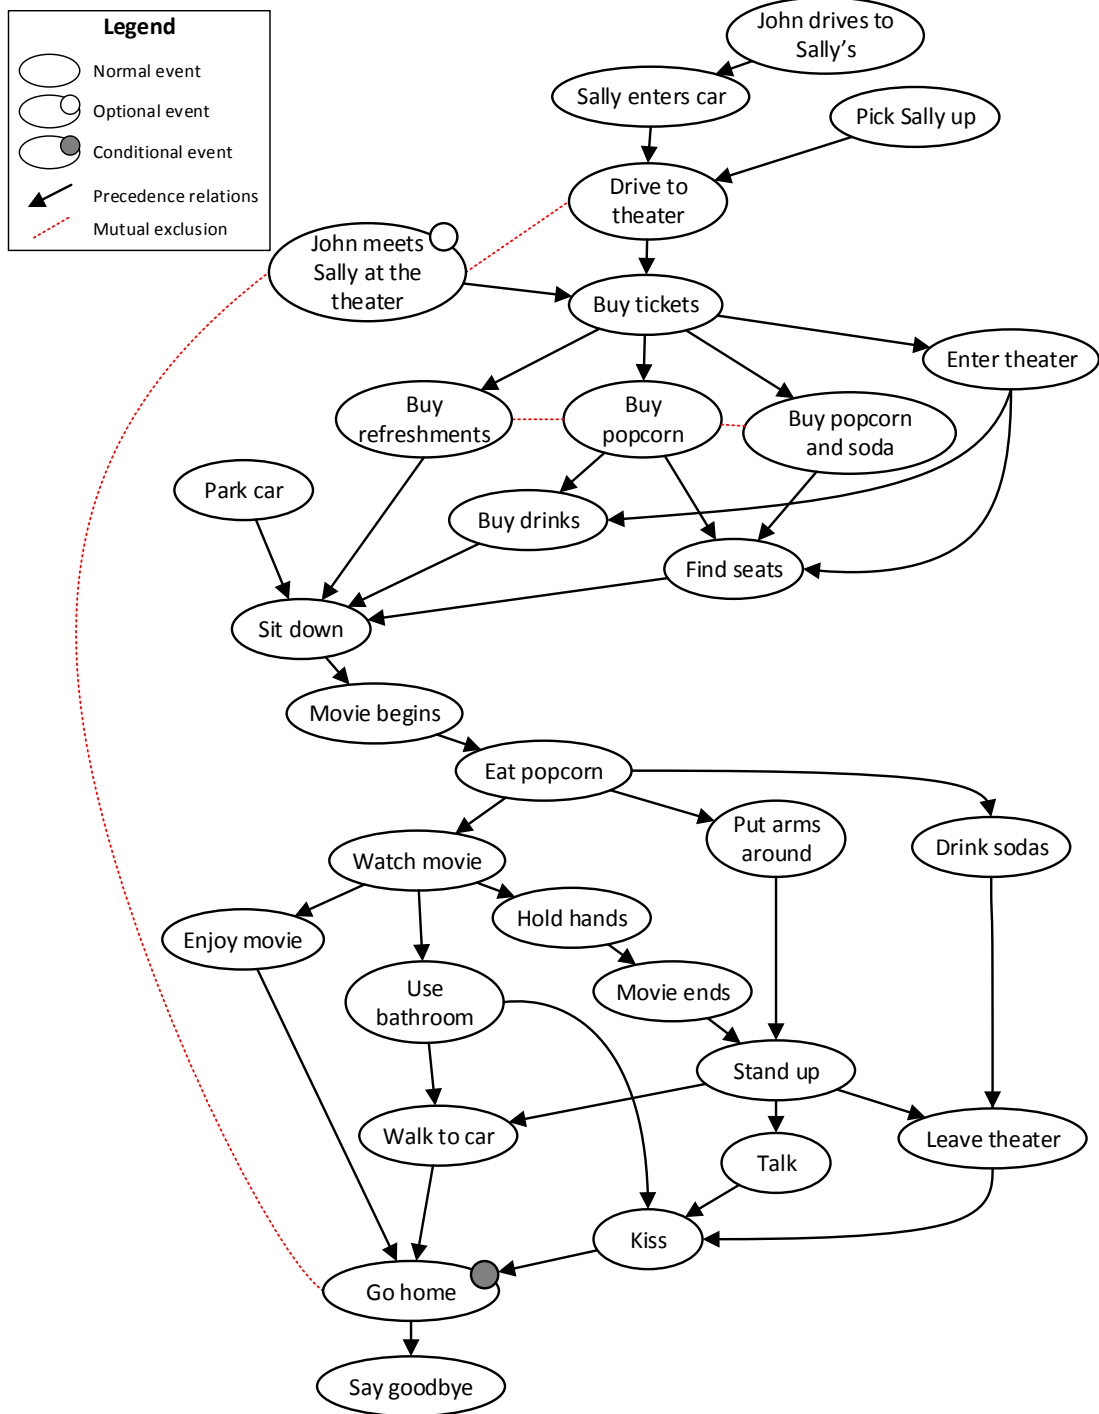 Legend
Normal event
Optional event
Conditional event
Precedence relations
Mutual exclusion
John drives to
Sally’s
Sally enters car
Pick Sally up
Drive to
theater
John meets
Sally at the
theater
Buy tickets
Enter theater
Buy
refreshments
Buy
popcorn
Buy popcorn
and soda
Park car
Buy drinks
Find seats
Sit down
Movie begins
Eat popcorn
Put arms
around
Drink sodas
Watch movie
Hold hands
Enjoy movie
Movie ends
Use
bathroom
Stand up
Walk to car
Leave theater
Talk
Kiss
Go home
Say goodbye